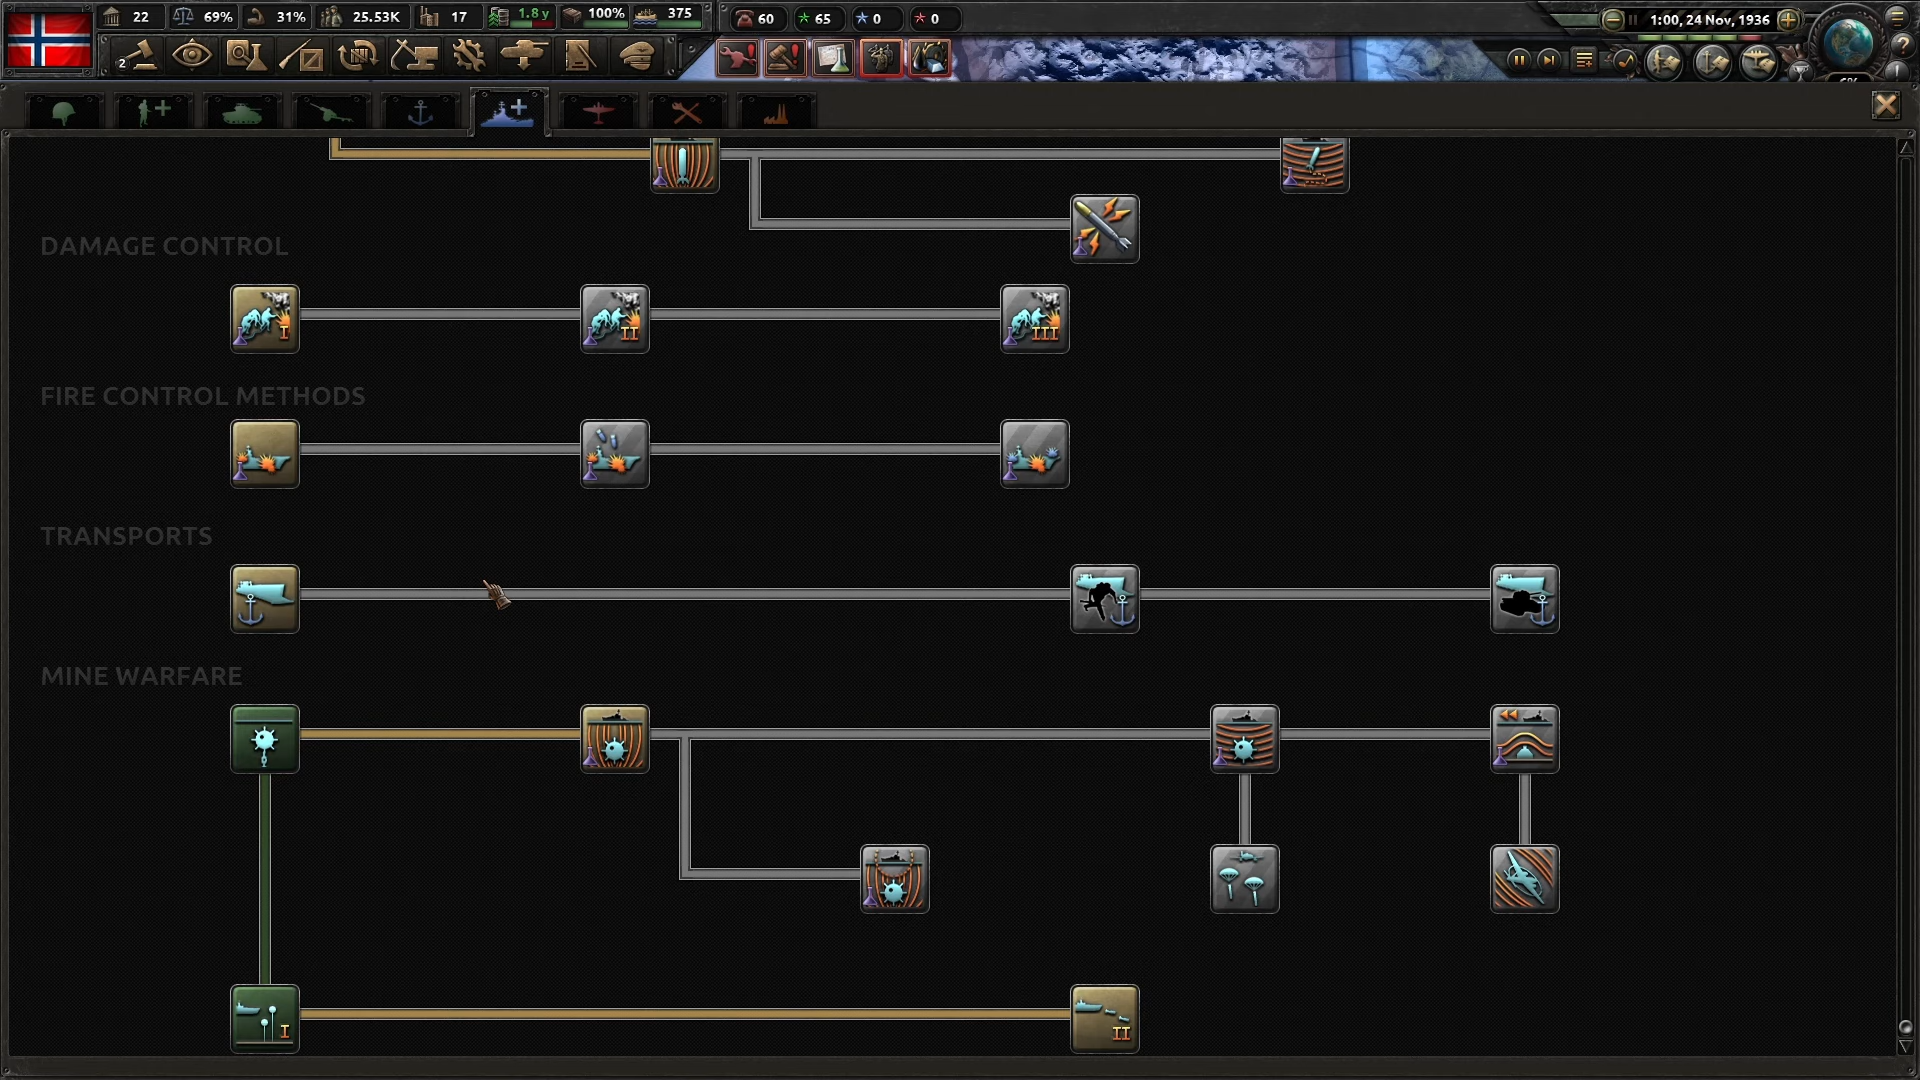 22 69% 31% 25.53K 17 1.8 y 100% 375 60 65 0 0 1:00, 24 Nov, 1936
2
DAMAGE CONTROL
I II III
FIRE CONTROL METHODS
TRANSPORTS
MINE WARFARE
I II